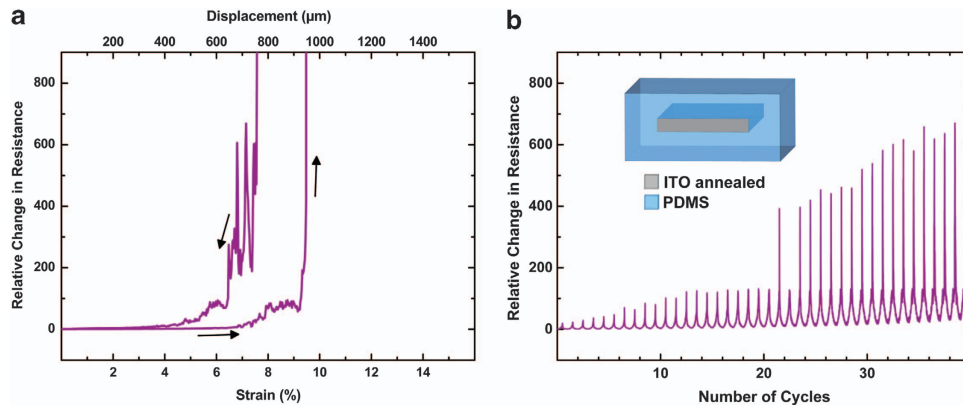 a
Displacement (µm)
200 400 600 800 1000 1200 1400
800
600
400
200
0
Relative Change in Resistance
2 4 6 8 10 12 14
Strain (%)
b
800
600
400
200
0
Relative Change in Resistance
ITO annealed
PDMS
10 20 30
Number of Cycles